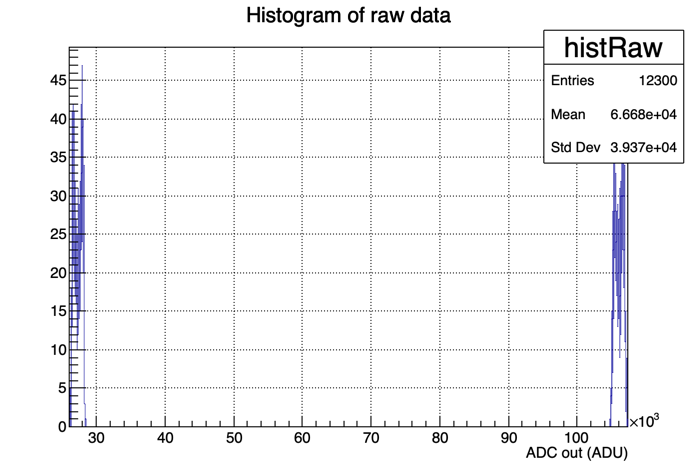 Histogram of raw data
histRaw
Entries 12300
Mean 6.668e+04
Std Dev 3.937e+04
45
40
35
30
25
20
15
10
5
0
30 40 50 60 70 80 90 100 ×10³
ADC out (ADU)